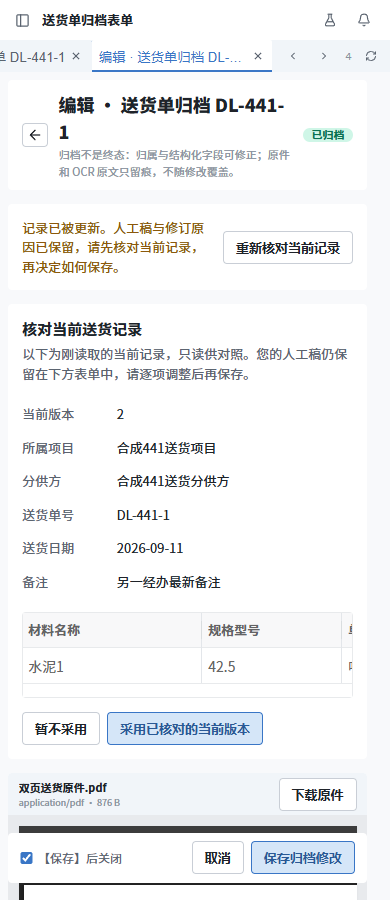 送货单归档表单
DL-441-1
编辑 · 送货单归档 DL-...
4
编辑 · 送货单归档 DL-441-
1
已归档
归档不是终态：归属与结构化字段可修正；原件
和 OCR 原文只留痕，不随修改覆盖。
记录已被更新。人工稿与修订原
因已保留，请先核对当前记录，
再决定如何保存。
重新核对当前记录
核对当前送货记录
以下为刚读取的当前记录，只读供对照。您的人工稿仍保
留在下方表单中，请逐项调整后再保存。
当前版本 2
所属项目 合成441送货项目
分供方 合成441送货分供方
送货单号 DL-441-1
送货日期 2026-09-11
备注 另一经办最新备注
材料名称 规格型号
水泥1 42.5
暂不采用 采用已核对的当前版本
双页送货原件.pdf
application/pdf • 876 B
下载原件
【保存】后关闭 取消 保存归档修改